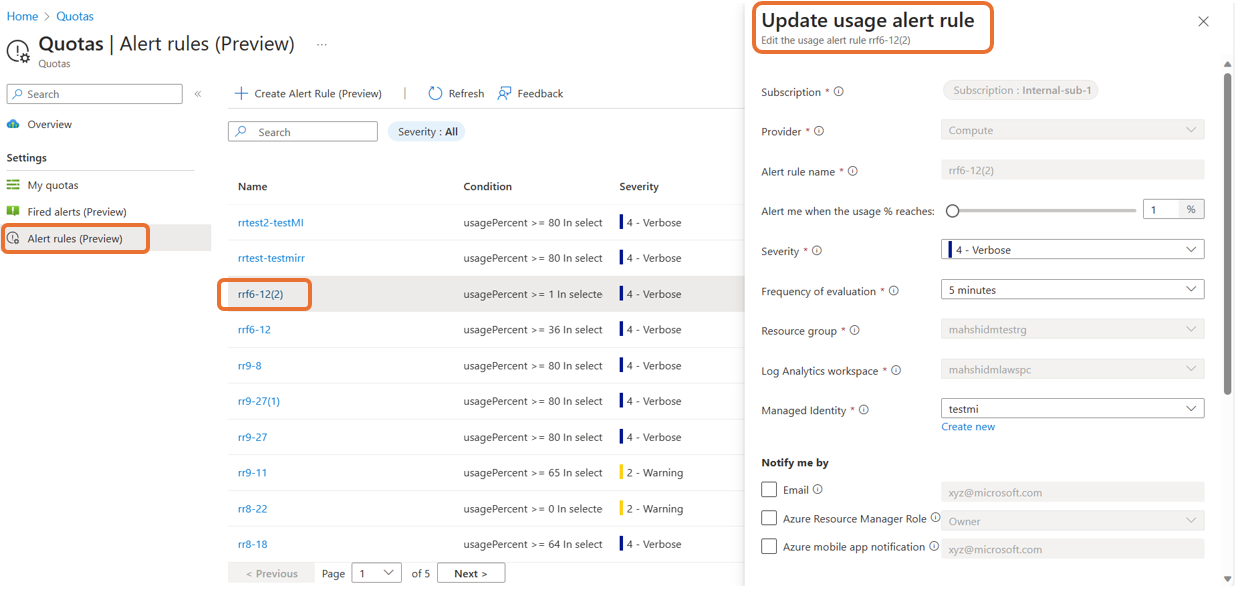 Home > Quotas
Quotas | Alert rules (Preview) ...
Quotas
Search
«
Overview
Settings
My quotas
Fired alerts (Preview)
Alert rules (Preview)
+ Create Alert Rule (Preview) | Refresh Feedback
Search
Severity : All
Name Condition Severity
rrtest2-testMI usagePercent >= 80 In select 4 - Verbose
rrtest-testmirr usagePercent >= 80 In select 4 - Verbose
rrf6-12(2) usagePercent >= 1 In selecte 4 - Verbose
rrf6-12 usagePercent >= 36 In select 4 - Verbose
rr9-8 usagePercent >= 80 In select 4 - Verbose
rr9-27(1) usagePercent >= 80 In select 4 - Verbose
rr9-27 usagePercent >= 80 In select 4 - Verbose
rr9-11 usagePercent >= 65 In select 2 - Warning
rr8-22 usagePercent >= 0 In selecte 2 - Warning
rr8-18 usagePercent >= 64 In select 4 - Verbose
< Previous Page 1 of 5 Next >
Update usage alert rule
Edit the usage alert rule rrf6-12(2)
Subscription * Subscription : Internal-sub-1
Provider * Compute
Alert rule name * rrf6-12(2)
Alert me when the usage % reaches: 1 %
Severity * 4 - Verbose
Frequency of evaluation * 5 minutes
Resource group * mahshidmtestrg
Log Analytics workspace * mahshidmlawspc
Managed Identity * testmi
Create new
Notify me by
Email xyz@microsoft.com
Azure Resource Manager Role Owner
Azure mobile app notification xyz@microsoft.com